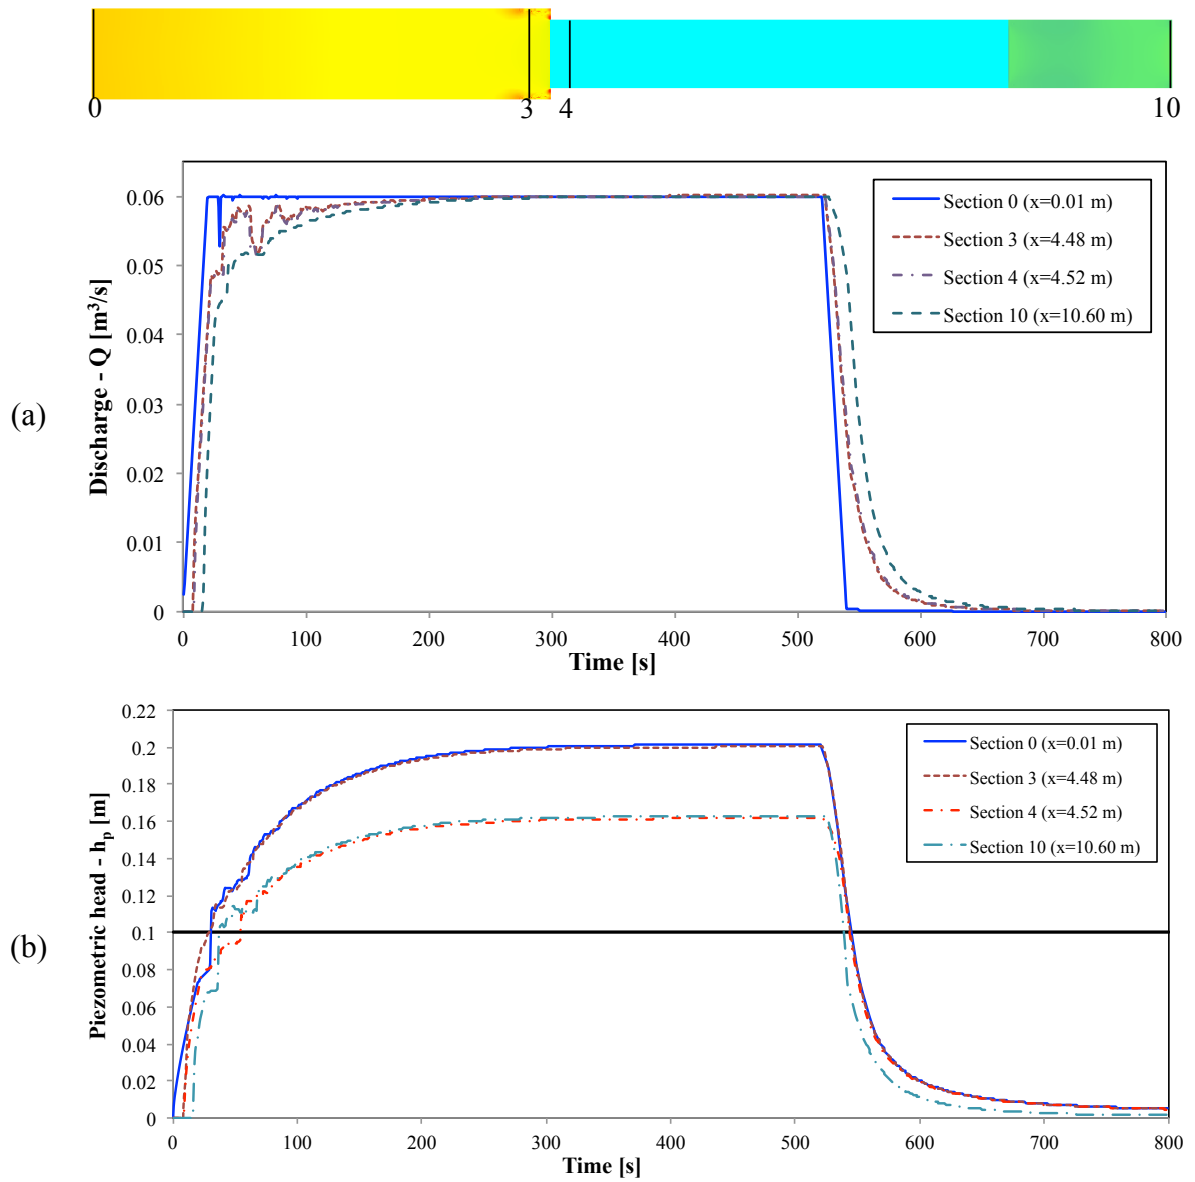 0 3 4 10
(a)
Discharge - Q [m³/s]
0.06
0.05
0.04
0.03
0.02
0.01
0
Section 0 (x=0.01 m)
Section 3 (x=4.48 m)
Section 4 (x=4.52 m)
Section 10 (x=10.60 m)
0 100 200 300 400 500 600 700 800
Time [s]
(b)
Piezometric head - hₚ [m]
0.22
0.2
0.18
0.16
0.14
0.12
0.1
0.08
0.06
0.04
0.02
0
Section 0 (x=0.01 m)
Section 3 (x=4.48 m)
Section 4 (x=4.52 m)
Section 10 (x=10.60 m)
0 100 200 300 400 500 600 700 800
Time [s]